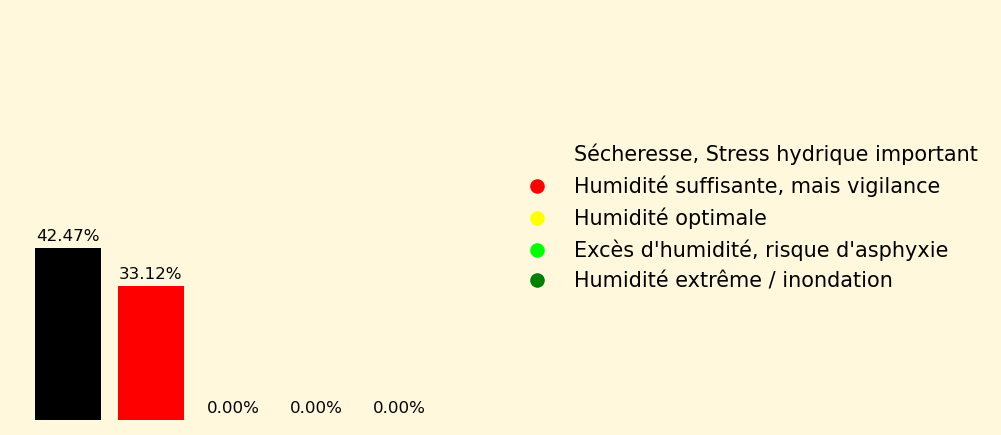 42.47%
33.12%
0.00%
0.00%
0.00%
Sécheresse, Stress hydrique important
Humidité suffisante, mais vigilance
Humidité optimale
Excès d'humidité, risque d'asphyxie
Humidité extrême / inondation